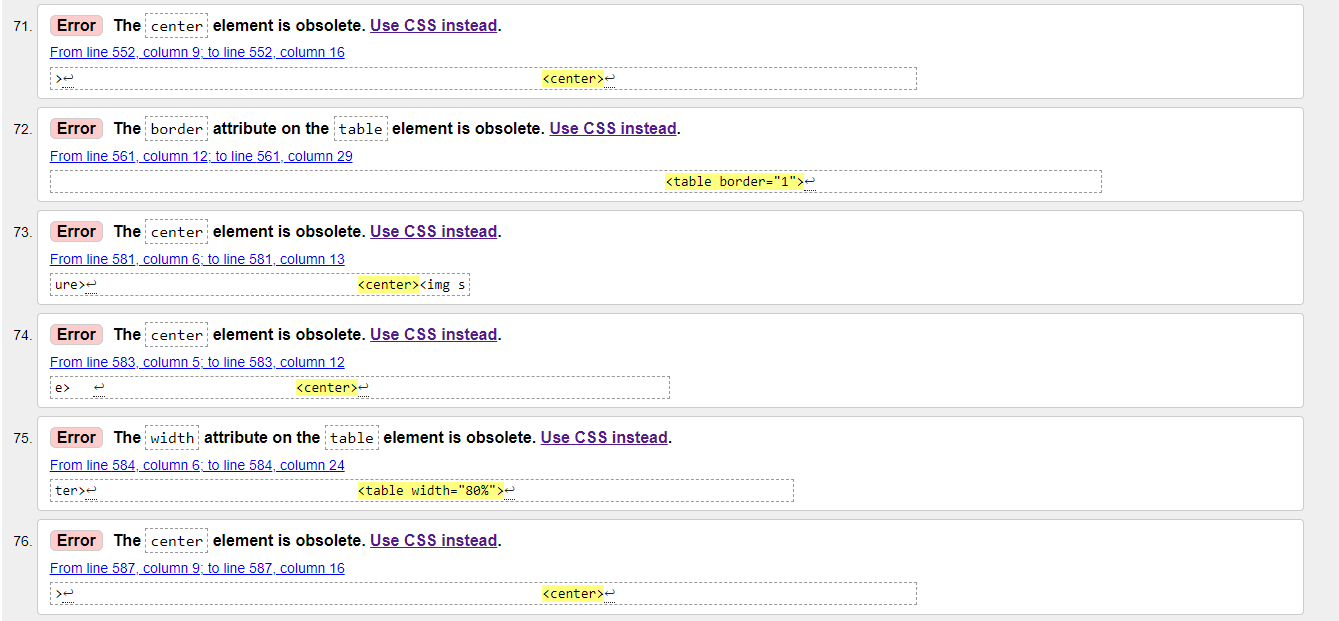 71. Error The center element is obsolete. Use CSS instead.
From line 552, column 9; to line 552, column 16
>↩ <center>↩
72. Error The border attribute on the table element is obsolete. Use CSS instead.
From line 561, column 12; to line 561, column 29
<table border="1">↩
73. Error The center element is obsolete. Use CSS instead.
From line 581, column 6; to line 581, column 13
ure>↩ <center><img s
74. Error The center element is obsolete. Use CSS instead.
From line 583, column 5; to line 583, column 12
e> ↩ <center>↩
75. Error The width attribute on the table element is obsolete. Use CSS instead.
From line 584, column 6; to line 584, column 24
ter>↩ <table width="80%">↩
76. Error The center element is obsolete. Use CSS instead.
From line 587, column 9; to line 587, column 16
>↩ <center>↩